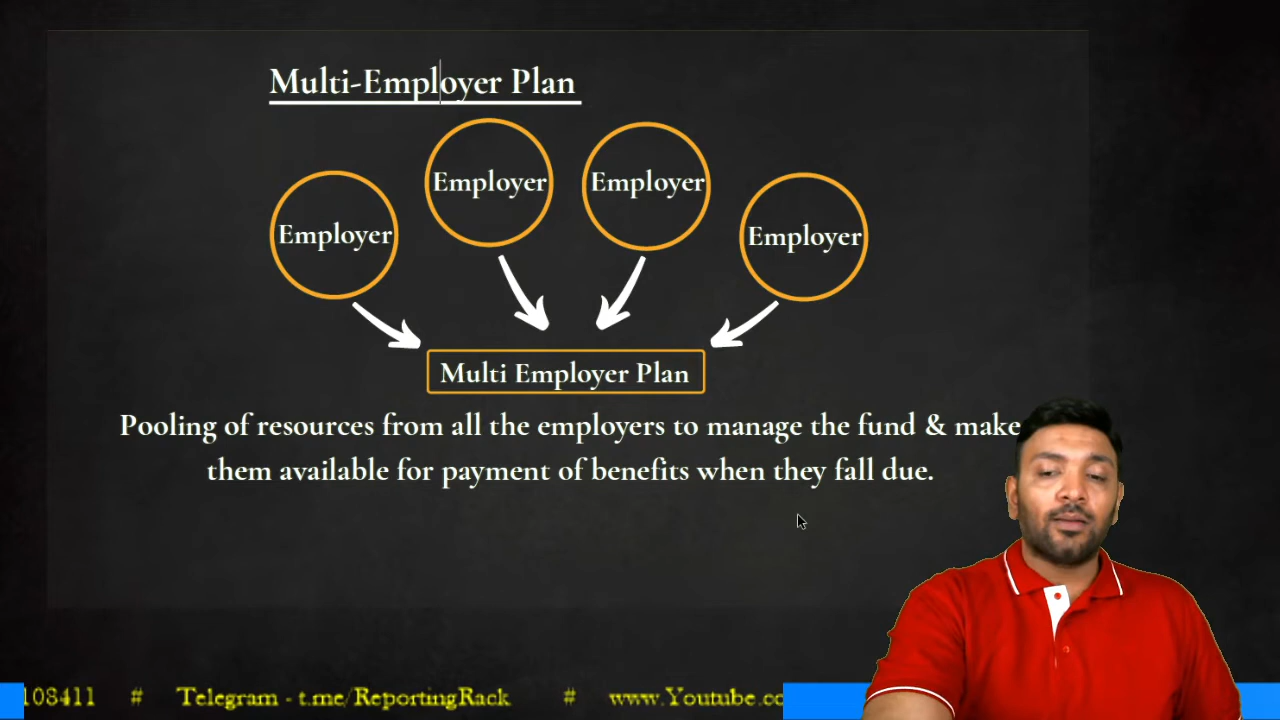 Multi-Employer Plan
Employer
Employer
Employer
Employer
Multi Employer Plan
Pooling of resources from all the employers to manage the fund & make
them available for payment of benefits when they fall due.
108411 # Telegram - t.me/ReportingRack # www.Youtube.co